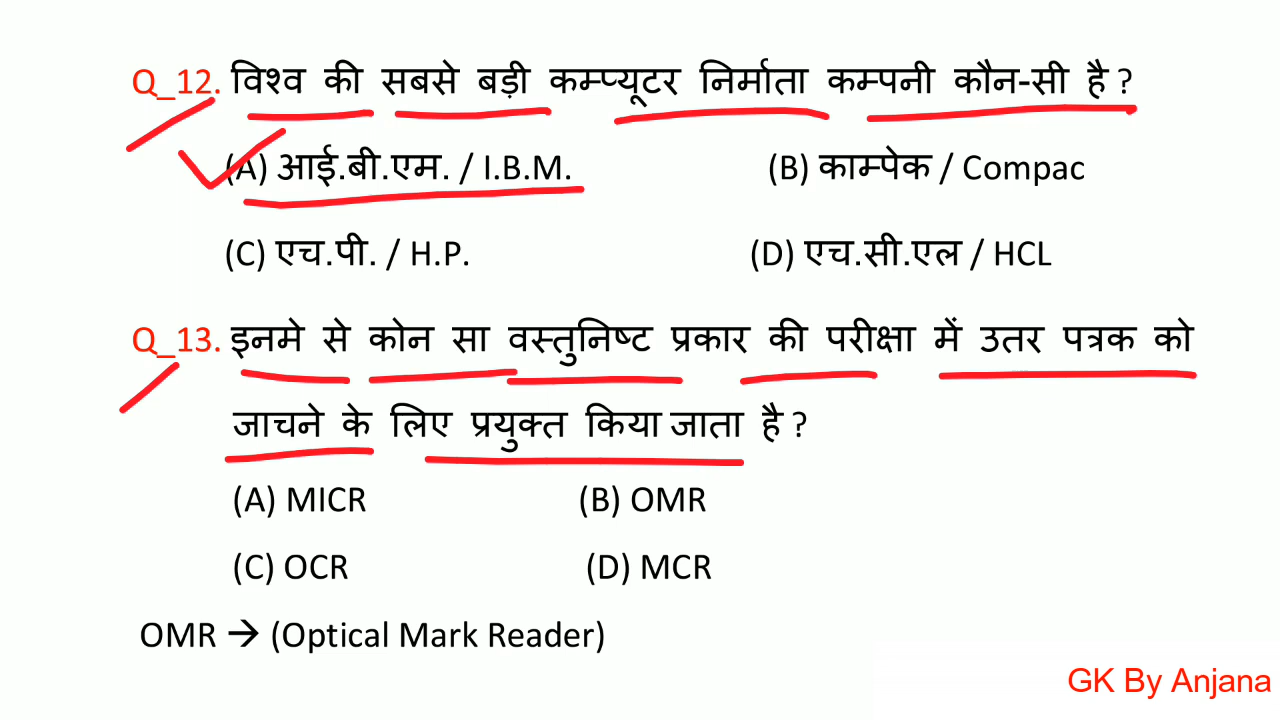 Q_12. विश्व की सबसे बड़ी कम्प्यूटर निर्माता कम्पनी कौन-सी है ?
(A) आई.बी.एम. / I.B.M. (B) काम्पेक / Compac
(C) एच.पी. / H.P. (D) एच.सी.एल / HCL
Q_13. इनमे से कोन सा वस्तुनिष्ट प्रकार की परीक्षा में उतर पत्रक को
जाचने के लिए प्रयुक्त किया जाता है ?
(A) MICR (B) OMR
(C) OCR (D) MCR
OMR → (Optical Mark Reader)
GK By Anjana